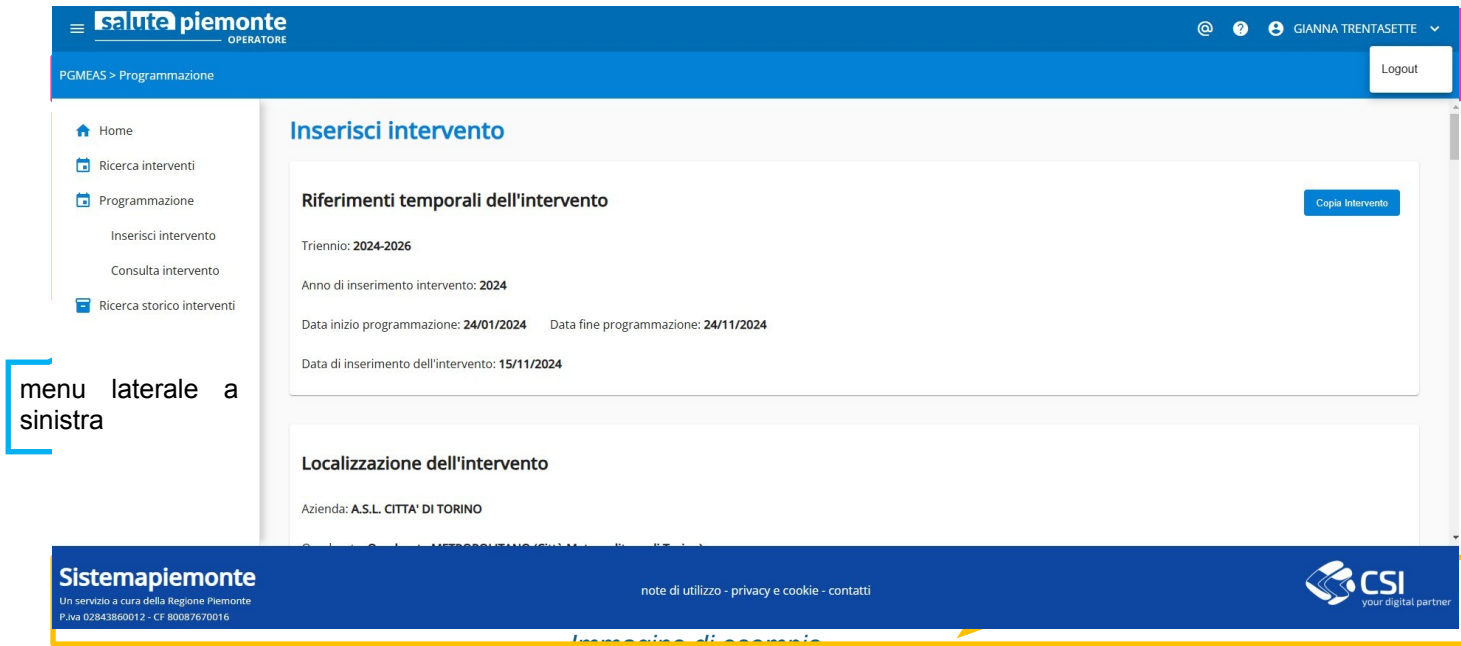 salute piemonte
OPERATORE
GIANNA TRENTASETTE
Logout
PGMEAS > Programmazione
Home
Ricerca interventi
Programmazione
Inserisci intervento
Consulta intervento
Ricerca storico interventi
menu laterale a
sinistra
Inserisci intervento
Riferimenti temporali dell'intervento
Copia Intervento
Triennio: 2024-2026
Anno di inserimento intervento: 2024
Data inizio programmazione: 24/01/2024 Data fine programmazione: 24/11/2024
Data di inserimento dell'intervento: 15/11/2024
Localizzazione dell'intervento
Azienda: A.S.L. CITTA' DI TORINO
Sistemapiemonte
Un servizio a cura della Regione Piemonte
P.iva 02843860012 - CF 80087670016
note di utilizzo - privacy e cookie - contatti
CSI
your digital partner